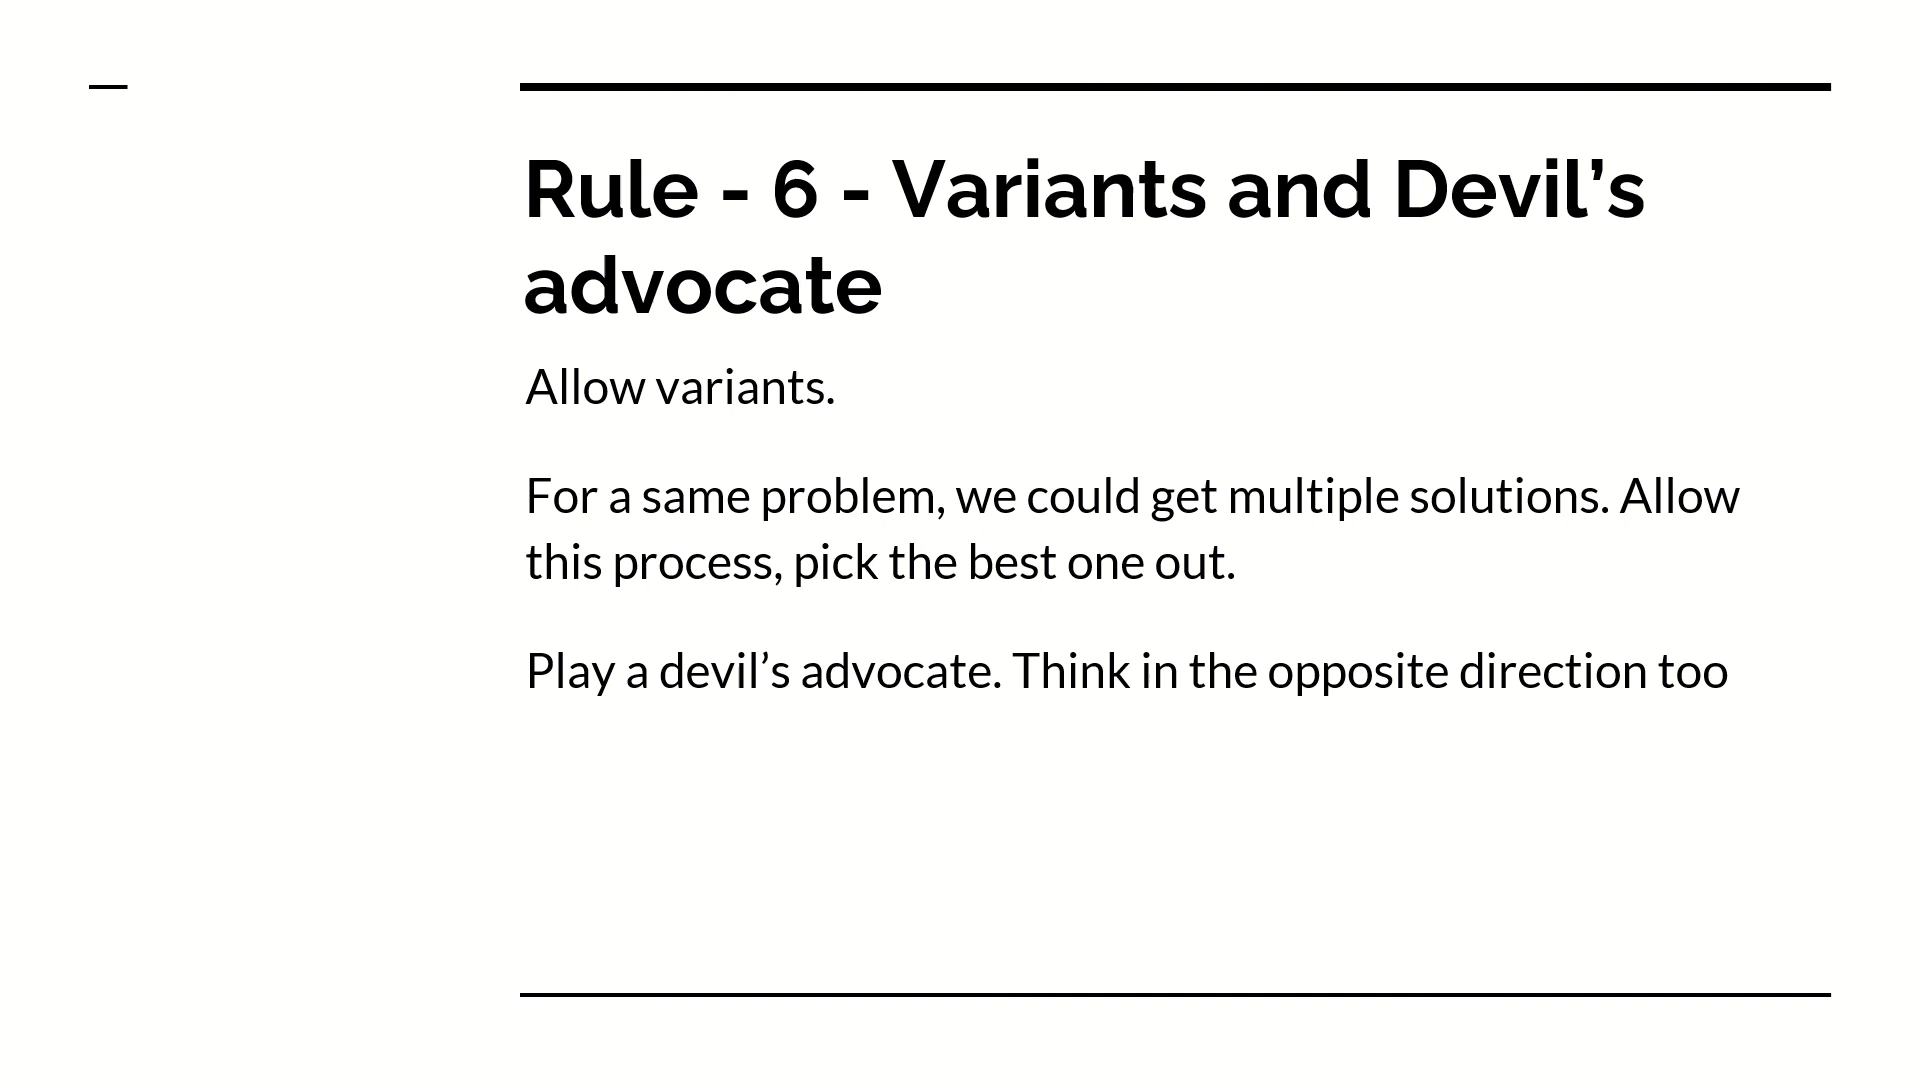 Rule - 6 - Variants and Devil’s
advocate
Allow variants.
For a same problem, we could get multiple solutions. Allow
this process, pick the best one out.
Play a devil’s advocate. Think in the opposite direction too